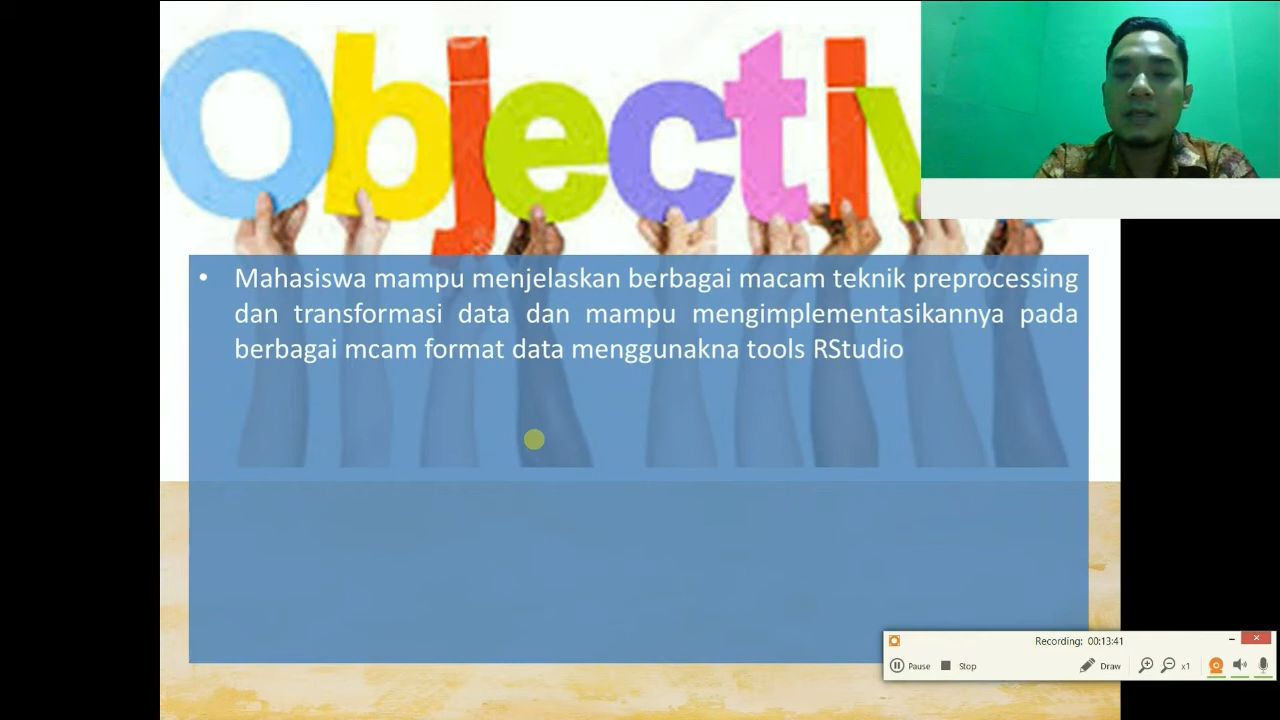 Objectiv
• Mahasiswa mampu menjelaskan berbagai macam teknik preprocessing
dan transformasi data dan mampu mengimplementasikannya pada
berbagai mcam format data menggunakna tools RStudio
Recording: 00:13:41
Pause Stop Draw x1